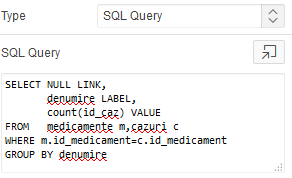 Type
SQL Query
SQL Query
SELECT NULL LINK,
       denumire LABEL,
       count(id_caz) VALUE
FROM   medicamente m,cazuri c
WHERE m.id_medicament=c.id_medicament
GROUP BY denumire